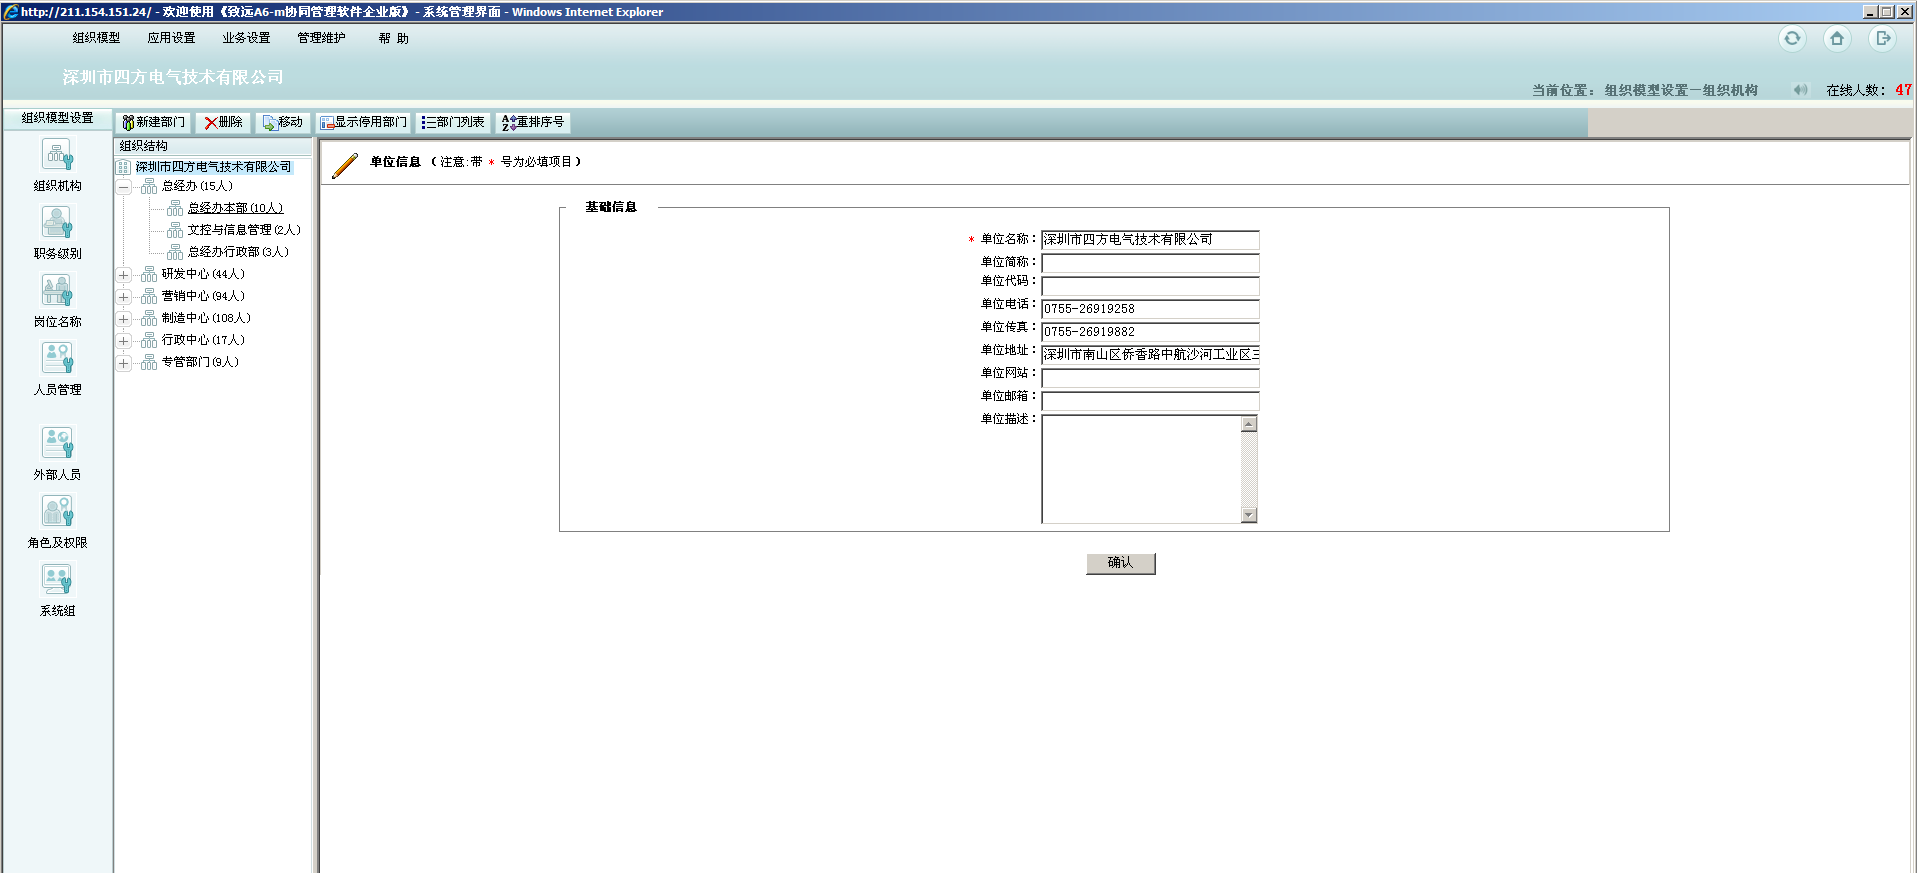 http://211.154.151.24/ - 欢迎使用《致远A6-m协同管理软件企业版》 - 系统管理界面 - Windows Internet Explorer
组织模型 应用设置 业务设置 管理维护 帮 助
深圳市四方电气技术有限公司
当前位置： 组织模型设置－组织机构 在线人数： 47
组织模型设置 新建部门 删除 移动 显示停用部门 部门列表 重排序号
组织结构
深圳市四方电气技术有限公司
总经办(15人)
总经办本部(10人)
文控与信息管理(2人)
总经办行政部(3人)
研发中心(44人)
营销中心(94人)
制造中心(108人)
行政中心(17人)
专管部门(9人)
组织机构
职务级别
岗位名称
人员管理
外部人员
角色及权限
系统组
单位信息 （注意:带 * 号为必填项目）
基础信息
* 单位名称： 深圳市四方电气技术有限公司
单位简称：
单位代码：
单位电话： 0755-26919258
单位传真： 0755-26919882
单位地址： 深圳市南山区侨香路中航沙河工业区三
单位网站：
单位邮箱：
单位描述：
确认